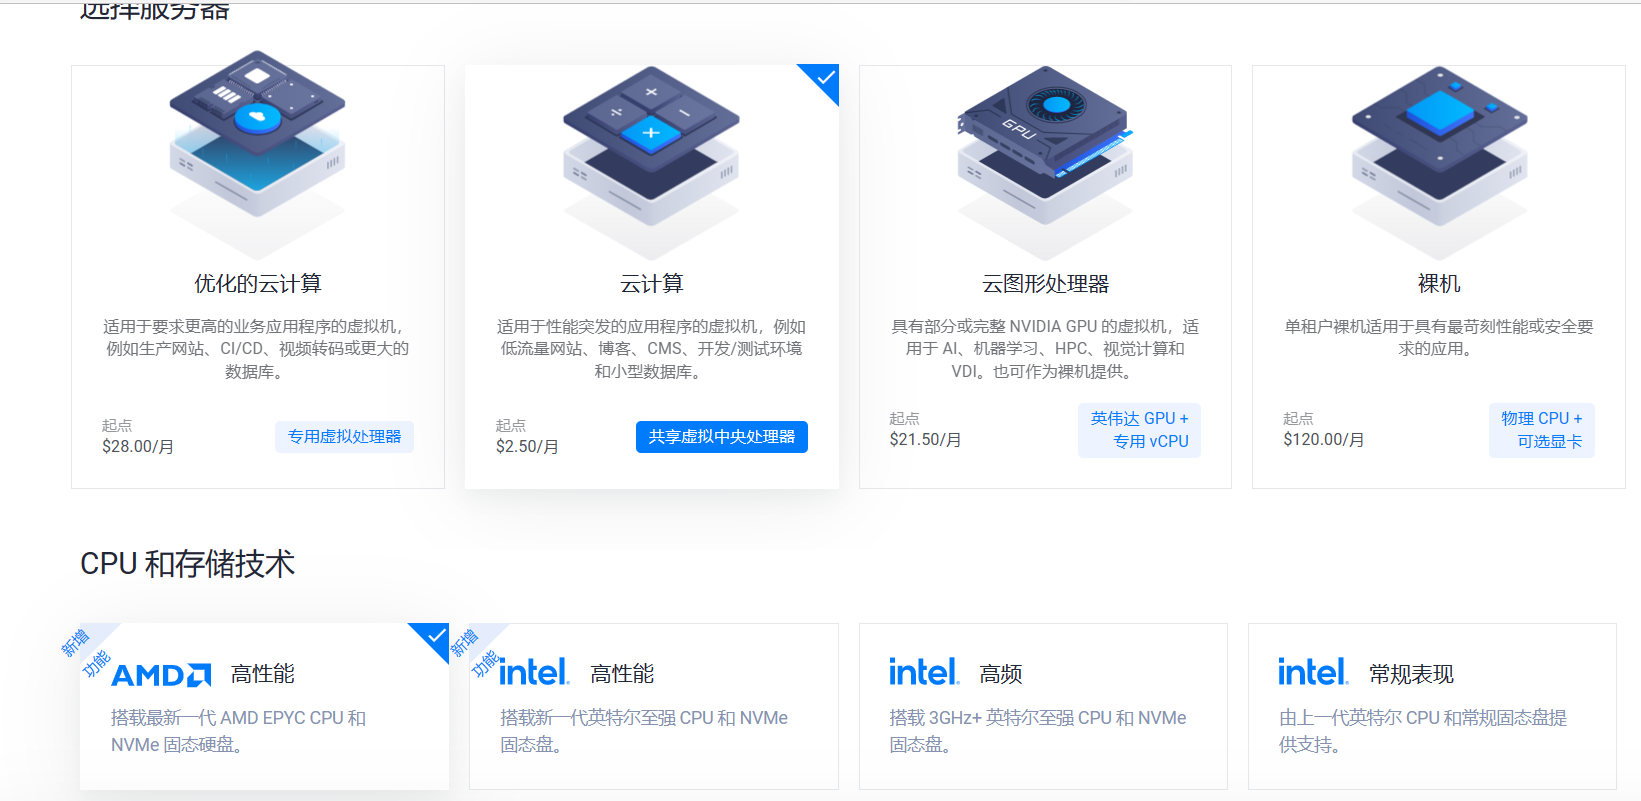 选择服务器
GPU
优化的云计算
适用于要求更高的业务应用程序的虚拟机，
例如生产网站、CI/CD、视频转码或更大的
数据库。
起点
$28.00/月
专用虚拟处理器
云计算
适用于性能突发的应用程序的虚拟机，例如
低流量网站、博客、CMS、开发/测试环境
和小型数据库。
起点
$2.50/月
共享虚拟中央处理器
云图形处理器
具有部分或完整 NVIDIA GPU 的虚拟机，适
用于 AI、机器学习、HPC、视觉计算和
VDI。也可作为裸机提供。
起点
$21.50/月
英伟达 GPU +
专用 vCPU
裸机
单租户裸机适用于具有最苛刻性能或安全要
求的应用。
起点
$120.00/月
物理 CPU +
可选显卡
CPU 和存储技术
新增
功能
AMD 高性能
搭载最新一代 AMD EPYC CPU 和
NVMe 固态硬盘。
新增
功能
intel. 高性能
搭载新一代英特尔至强 CPU 和 NVMe
固态盘。
intel. 高频
搭载 3GHz+ 英特尔至强 CPU 和 NVMe
固态盘。
intel. 常规表现
由上一代英特尔 CPU 和常规固态盘提
供支持。